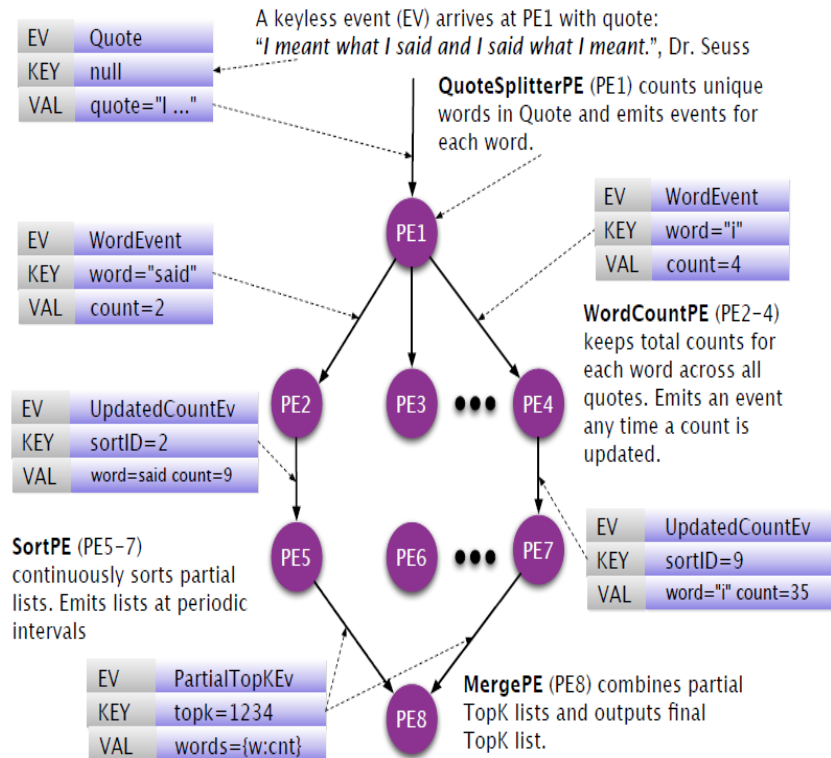 A keyless event (EV) arrives at PE1 with quote:
“I meant what I said and I said what I meant.”, Dr. Seuss
EV Quote
KEY null
VAL quote="I ..."
QuoteSplitterPE (PE1) counts unique
words in Quote and emits events for
each word.
PE1
EV WordEvent
KEY word="said"
VAL count=2
EV WordEvent
KEY word="i"
VAL count=4
WordCountPE (PE2-4)
keeps total counts for
each word across all
quotes. Emits an event
any time a count is
updated.
PE2
PE3
PE4
EV UpdatedCountEv
KEY sortID=2
VAL word=said count=9
EV UpdatedCountEv
KEY sortID=9
VAL word="i" count=35
SortPE (PE5-7)
continuously sorts partial
lists. Emits lists at periodic
intervals
PE5
PE6
PE7
EV PartialTopKEv
KEY topk=1234
VAL words={w:cnt}
PE8
MergePE (PE8) combines partial
TopK lists and outputs final
TopK list.